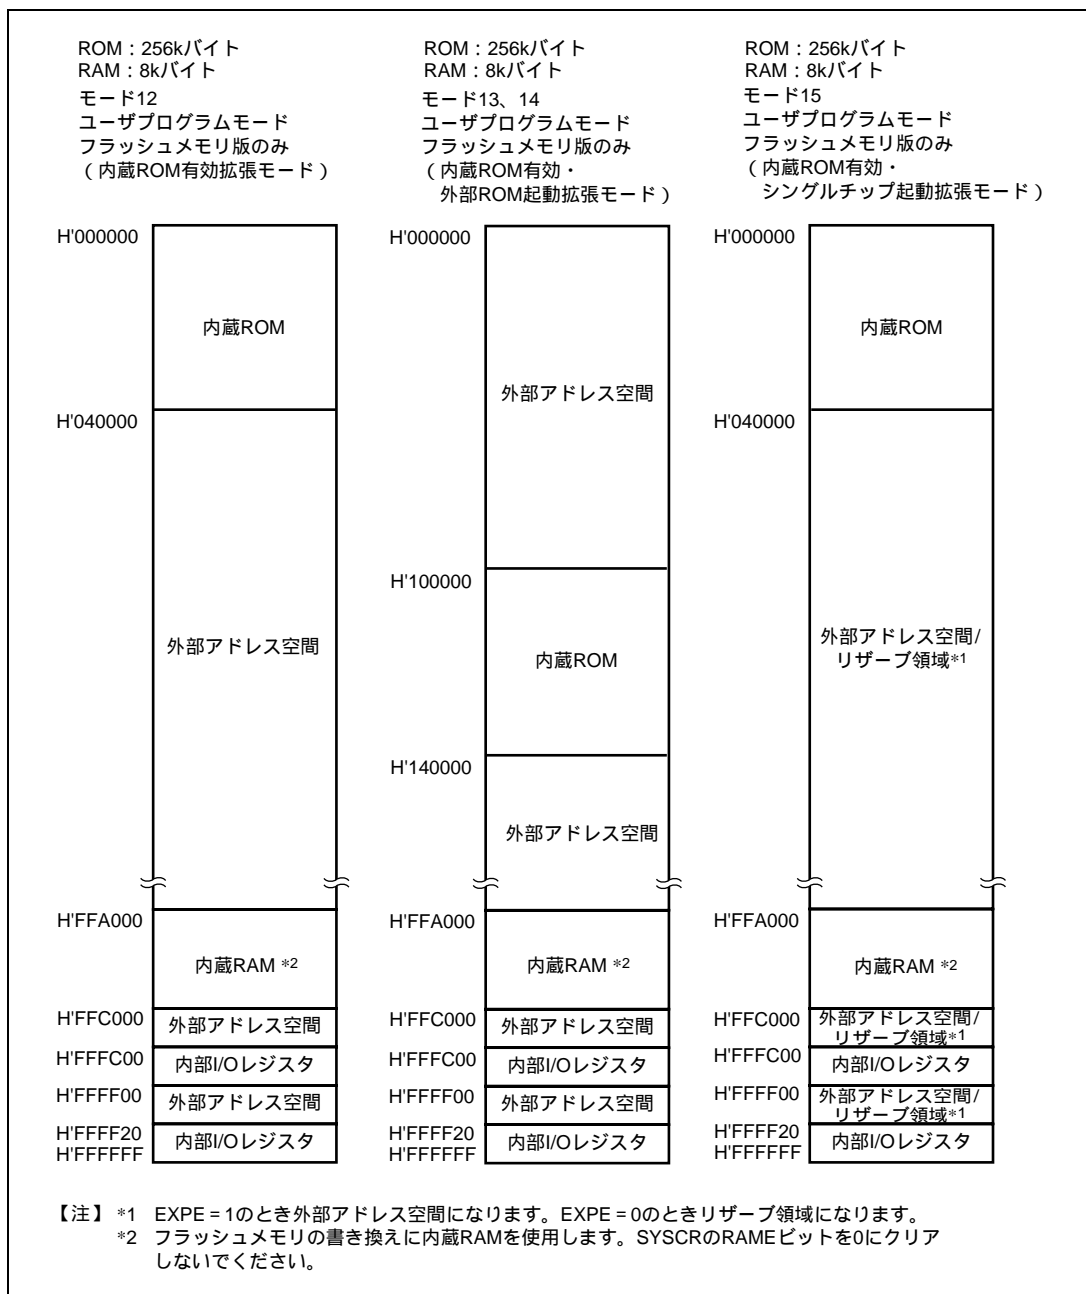 ROM：256kバイト
RAM：8kバイト
モード12
ユーザプログラムモード
フラッシュメモリ版のみ
（内蔵ROM有効拡張モード）
H'000000
内蔵ROM
H'040000
外部アドレス空間
H'FFA000
内蔵RAM *2
H'FFC000
外部アドレス空間
H'FFFC00
内部I/Oレジスタ
H'FFFF00
外部アドレス空間
H'FFFF20
内部I/Oレジスタ
H'FFFFFF
ROM：256kバイト
RAM：8kバイト
モード13、14
ユーザプログラムモード
フラッシュメモリ版のみ
（内蔵ROM有効・
外部ROM起動拡張モード）
H'000000
外部アドレス空間
H'100000
内蔵ROM
H'140000
外部アドレス空間
H'FFA000
内蔵RAM *2
H'FFC000
外部アドレス空間
H'FFFC00
内部I/Oレジスタ
H'FFFF00
外部アドレス空間
H'FFFF20
内部I/Oレジスタ
H'FFFFFF
ROM：256kバイト
RAM：8kバイト
モード15
ユーザプログラムモード
フラッシュメモリ版のみ
（内蔵ROM有効・
シングルチップ起動拡張モード）
H'000000
内蔵ROM
H'040000
外部アドレス空間/
リザーブ領域*1
H'FFA000
内蔵RAM *2
H'FFC000
外部アドレス空間/
リザーブ領域*1
H'FFFC00
内部I/Oレジスタ
H'FFFF00
外部アドレス空間/
リザーブ領域*1
H'FFFF20
内部I/Oレジスタ
H'FFFFFF
【注】 *1 EXPE = 1のとき外部アドレス空間になります。EXPE = 0のときリザーブ領域になります。
*2 フラッシュメモリの書き換えに内蔵RAMを使用します。SYSCRのRAMEビットを0にクリア
しないでください。